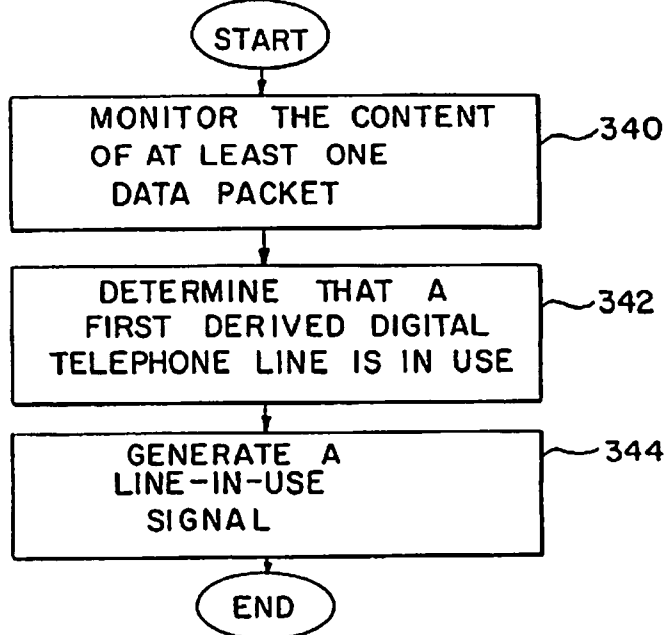 START
MONITOR THE CONTENT
OF AT LEAST ONE
DATA PACKET
340
DETERMINE THAT A
FIRST DERIVED DIGITAL
TELEPHONE LINE IS IN USE
342
GENERATE A
LINE-IN-USE
SIGNAL
344
END